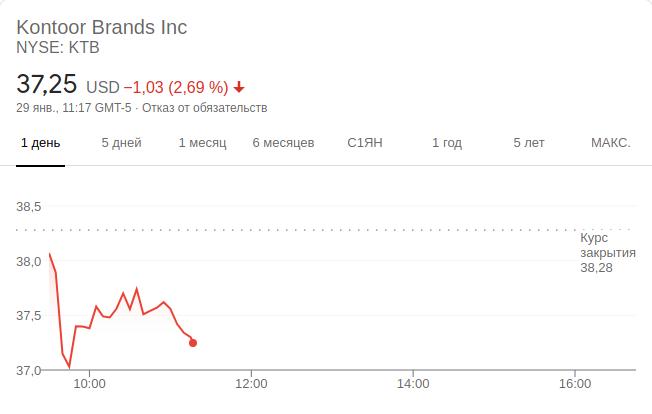 Kontoor Brands Inc
NYSE: KTB
37,25 USD −1,03 (2,69 %)
29 янв., 11:17 GMT-5 · Отказ от обязательств
1 день 5 дней 1 месяц 6 месяцев С1ЯН 1 год 5 лет МАКС.
38,5
Курс
закрытия
38,28
38,0
37,5
37,0
10:00 12:00 14:00 16:00